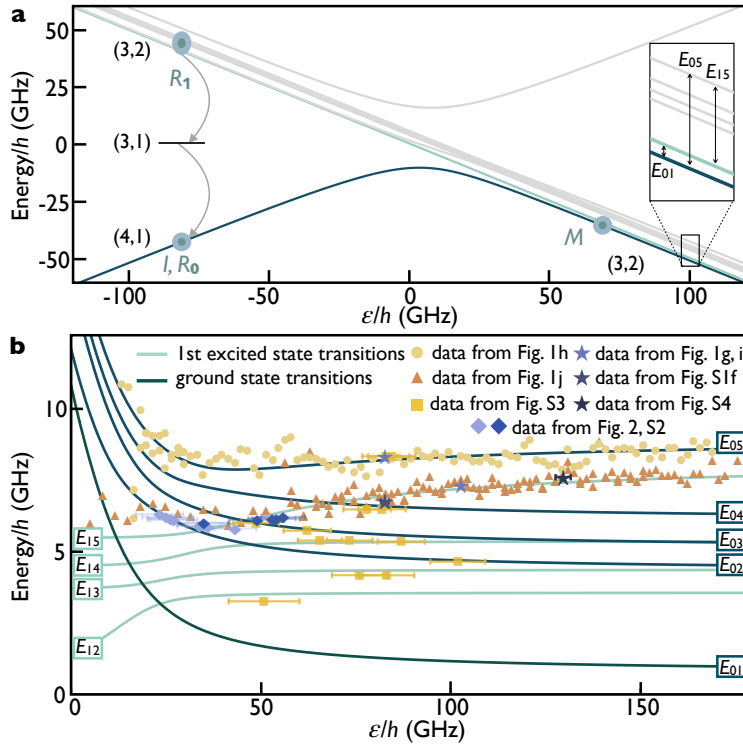 a
50
25
0
-25
-50
Energy/h (GHz)
(3,2)
R1
(3,1)
(4,1)
I, R0
M
(3,2)
E05
E15
E01
-100
-50
0
50
100
ε/h (GHz)
b
1st excited state transitions
ground state transitions
data from Fig. 1h
data from Fig. 1j
data from Fig. S3
data from Fig. 1g, i
data from Fig. S1f
data from Fig. S4
data from Fig. 2, S2
10
5
0
Energy/h (GHz)
E15
E14
E13
E12
E05
E04
E03
E02
E01
0
50
100
150
ε/h (GHz)